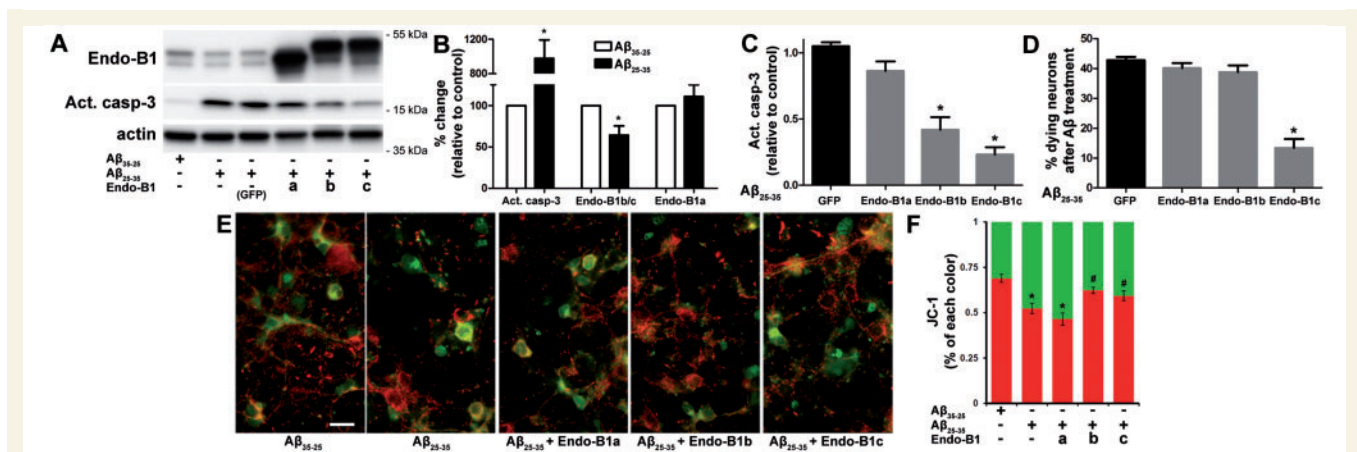 A
Endo-B1
Act. casp-3
actin
- 55 kDa
- 40 kDa
- 15 kDa
- 35 kDa
Aβ35-25 + - - - - -
Aβ25-35 - + + + + +
Endo-B1 - - - a b c
(GFP)
B
% change
(relative to control)
1200
800
100
50
0
*
*
Aβ35-25
Aβ25-35
Act. casp-3 Endo-B1b/c Endo-B1a
C
Act. casp-3
(relative to control)
1.0
0.5
0.0
*
*
Aβ25-35
GFP Endo-B1a Endo-B1b Endo-B1c
D
% dying neurons
after Aβ treatment
50
40
30
20
10
0
*
Aβ25-35
GFP Endo-B1a Endo-B1b Endo-B1c
E
Aβ35-25 Aβ25-35 Aβ25-35 + Endo-B1a Aβ25-35 + Endo-B1b Aβ25-35 + Endo-B1c
F
JC-1
(% of each color)
1
0.75
0.5
0.25
0
* * # #
Aβ35-25 + - - - -
Aβ25-35 - + + + +
Endo-B1 - - a b c